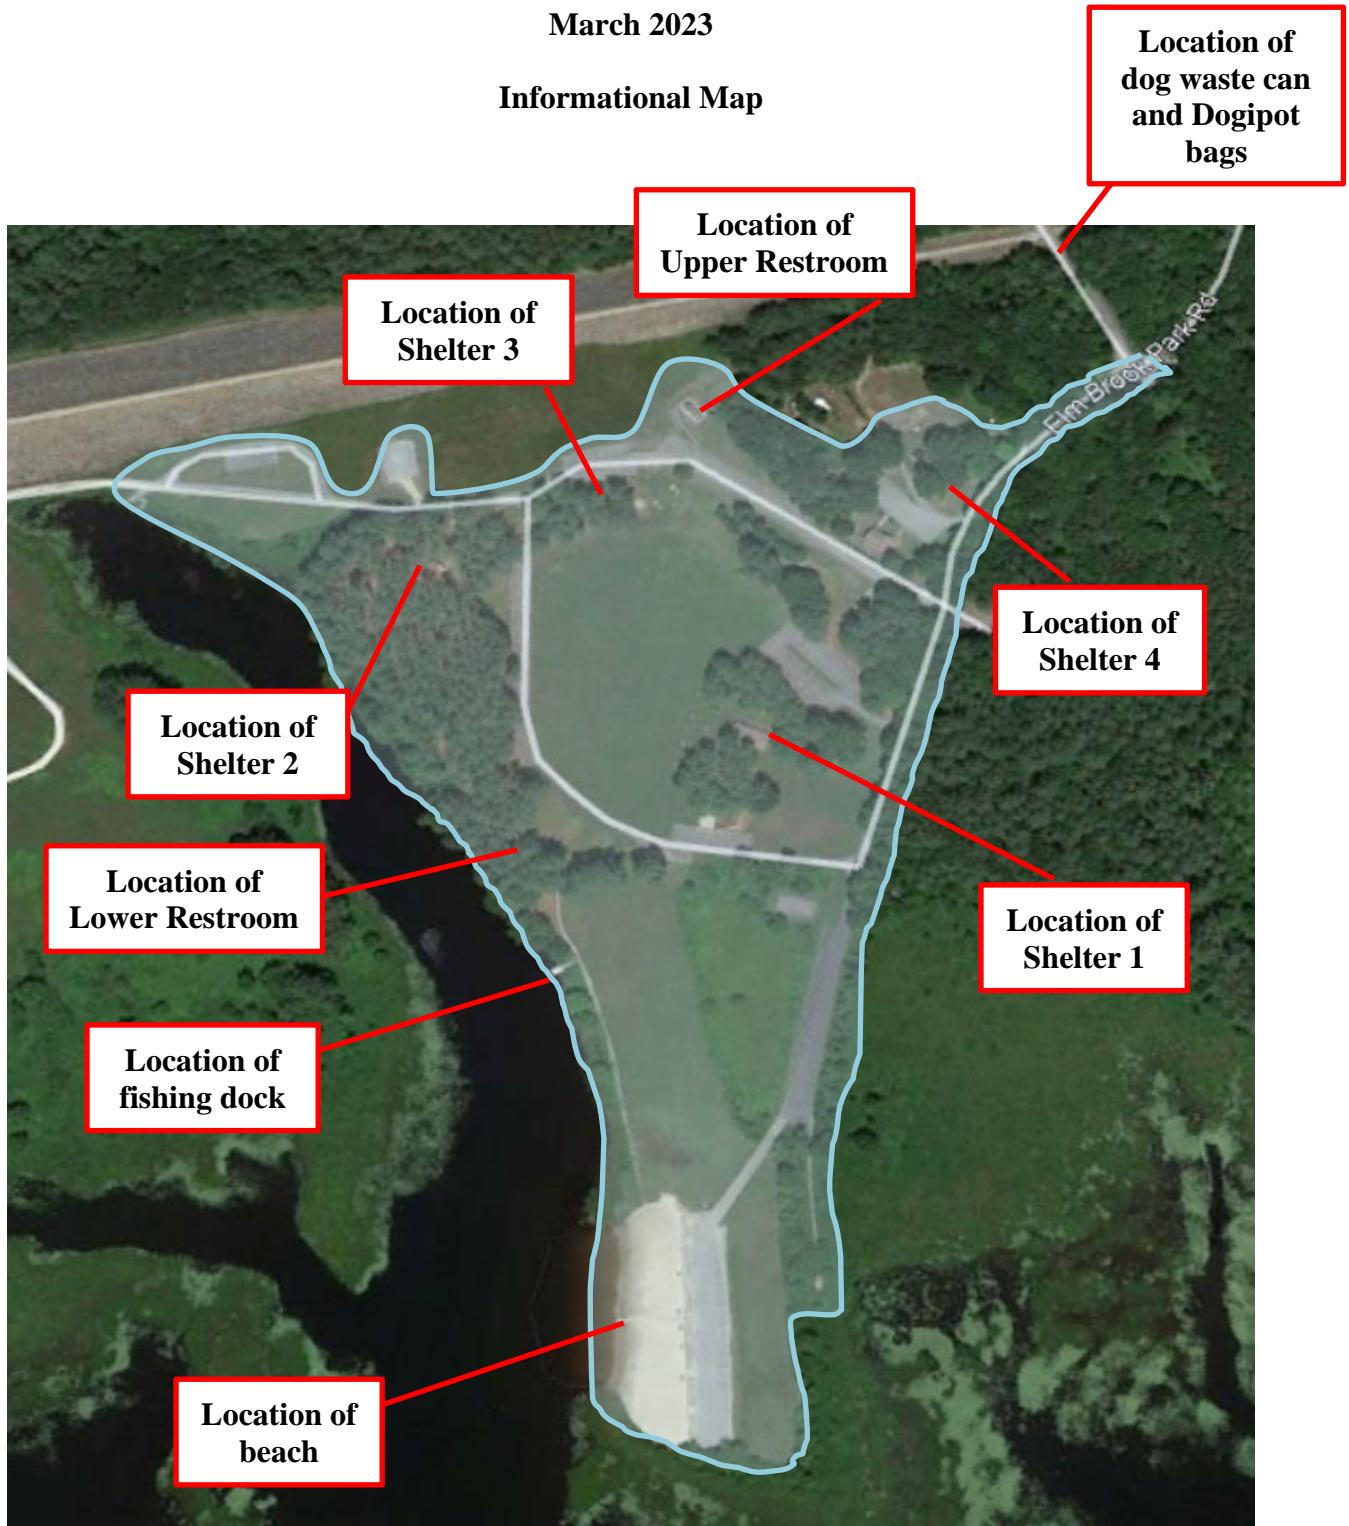 March 2023
Informational Map
Location of
dog waste can
and Dogipot
bags
Location of
Upper Restroom
Location of
Shelter 3
Elm Brook Park Rd
Location of
Shelter 4
Location of
Shelter 2
Location of
Lower Restroom
Location of
Shelter 1
Location of
fishing dock
Location of
beach